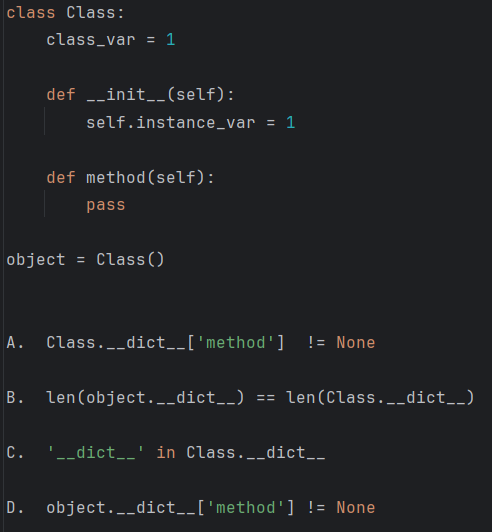 class Class:
    class_var = 1
    def __init__(self):
        self.instance_var = 1
    def method(self):
        pass
object = Class()
A.  Class.__dict__['method']  != None
B.  len(object.__dict__) == len(Class.__dict__)
C.  '__dict__' in Class.__dict__
D.  object.__dict__['method'] != None